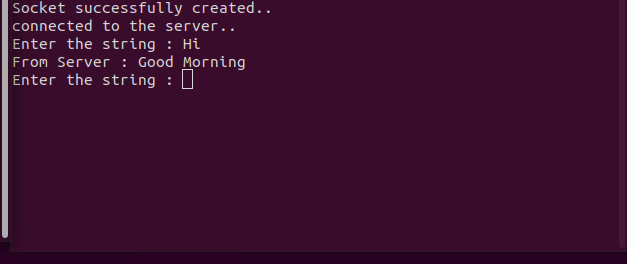 Socket successfully created..
connected to the server..
Enter the string : Hi
From Server : Good Morning
Enter the string :